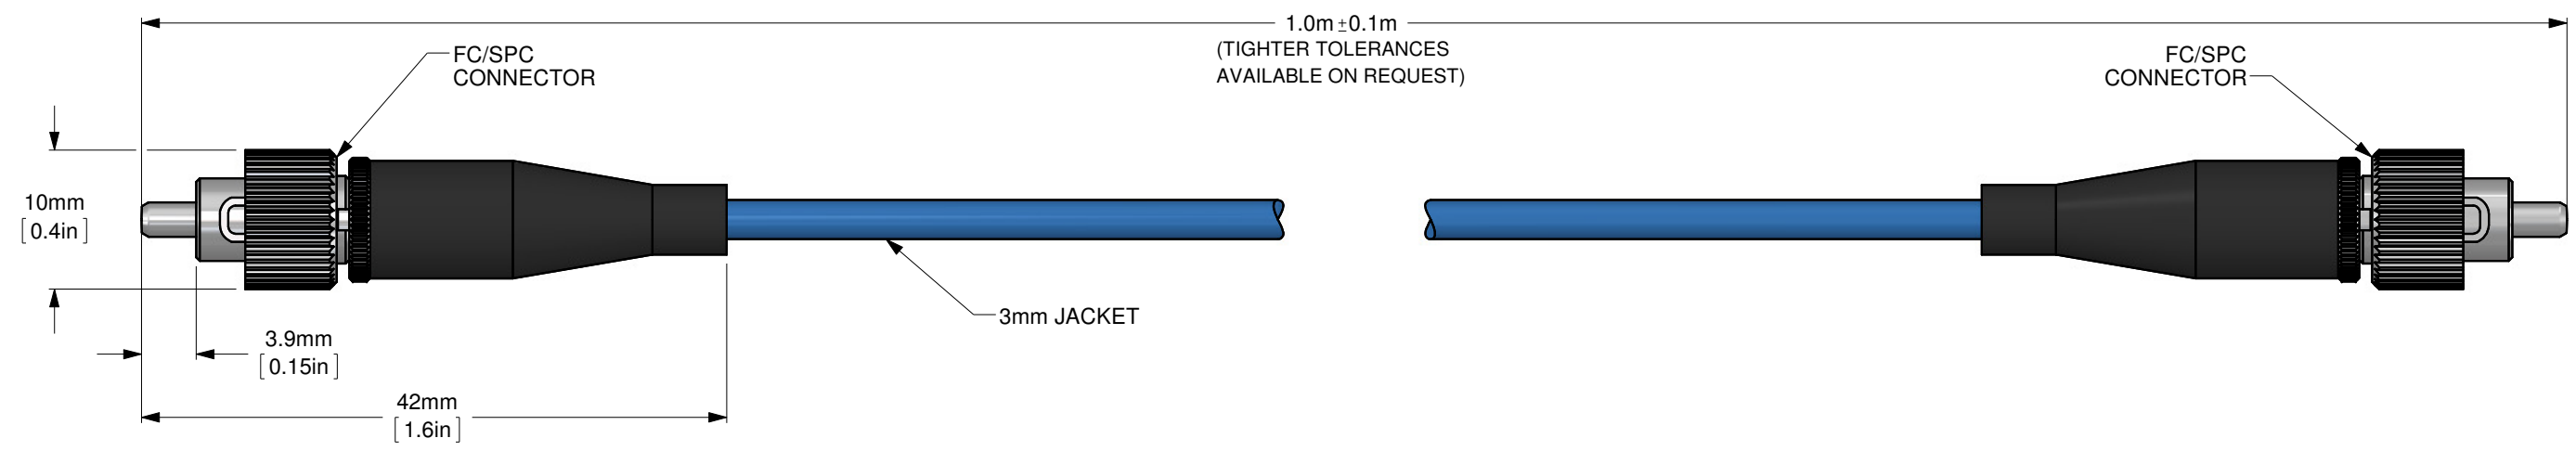 1.0m±0.1m
(TIGHTER TOLERANCES
AVAILABLE ON REQUEST)
FC/SPC
CONNECTOR
FC/SPC
CONNECTOR
10mm
[0.4in]
3mm JACKET
3.9mm
[0.15in]
42mm
[1.6in]